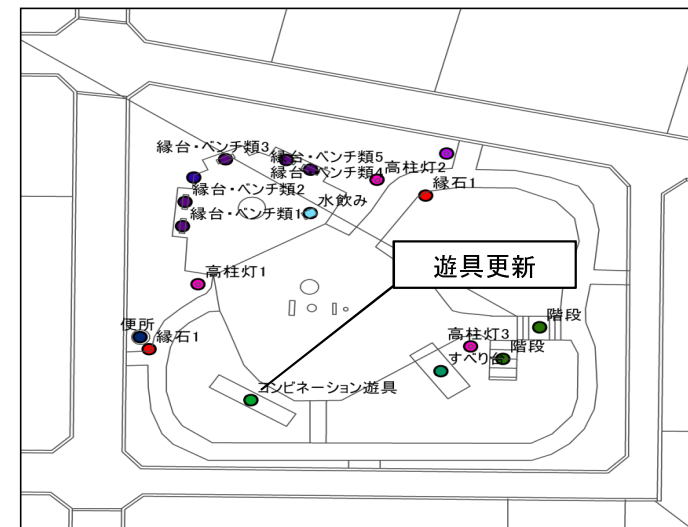 縁台・ベンチ類3
縁台・ベンチ類5
縁台・ベンチ類4
高柱灯2
縁台・ベンチ類2
縁石1
縁台・ベンチ類1
水飲み
遊具更新
高柱灯1
階段
便所
縁石1
高柱灯3
階段
すべり台
コンビネーション遊具